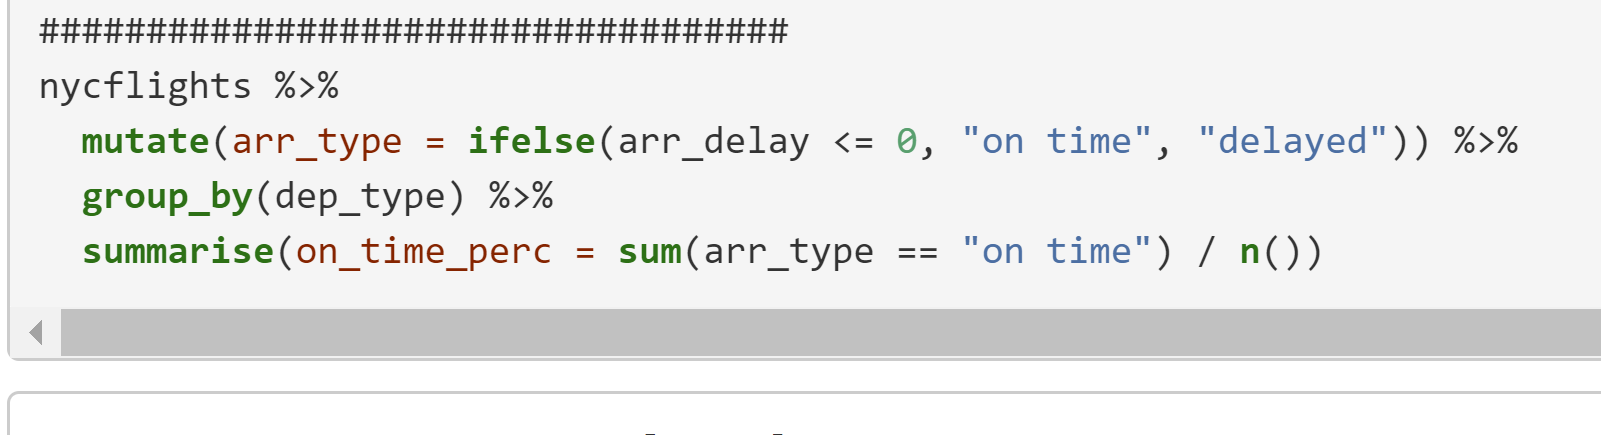 ###################################
nycflights %>%
  mutate(arr_type = ifelse(arr_delay <= 0, "on time", "delayed")) %>%
  group_by(dep_type) %>%
  summarise(on_time_perc = sum(arr_type == "on time") / n())